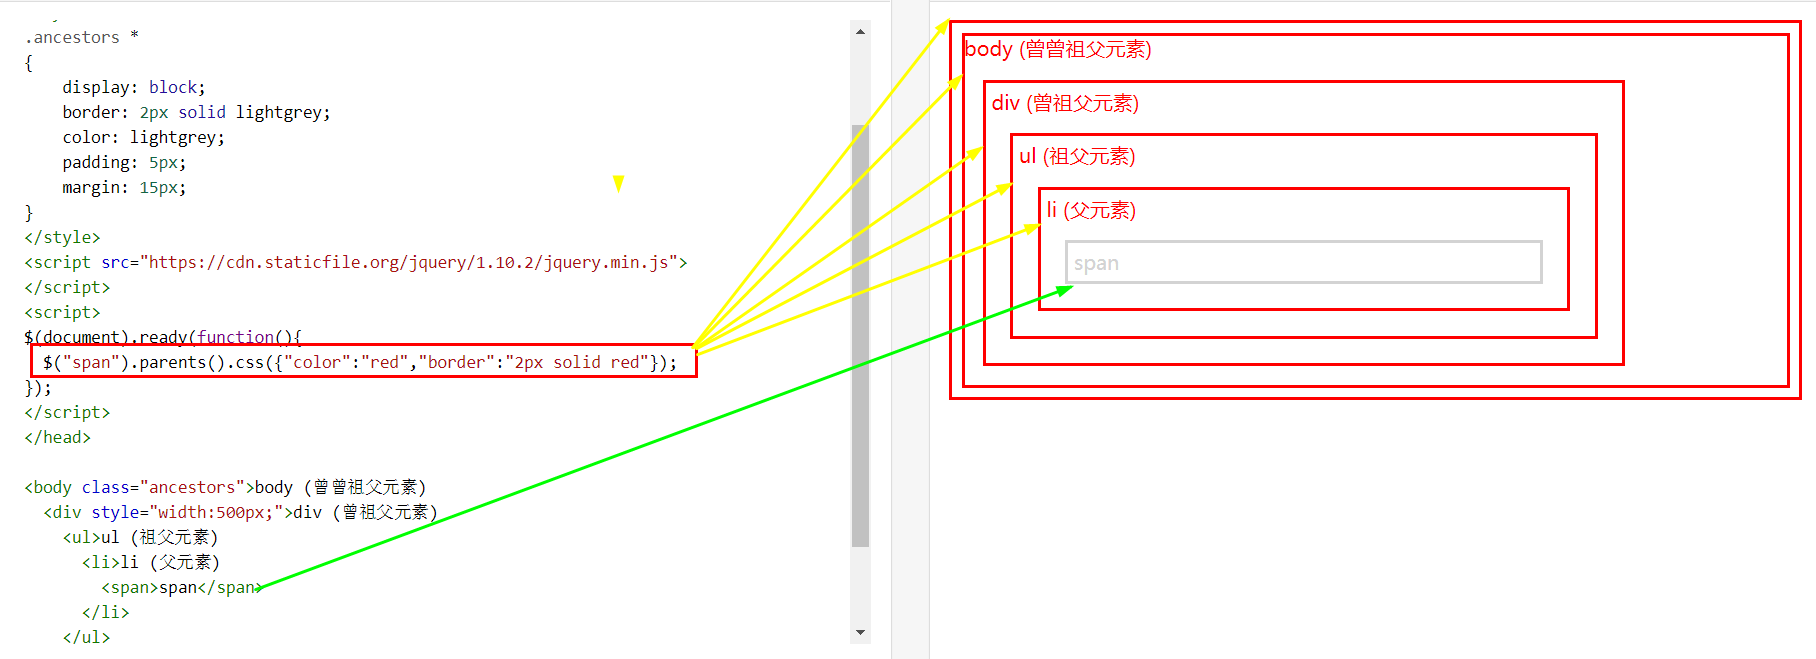 .ancestors *
{
    display: block;
    border: 2px solid lightgrey;
    color: lightgrey;
    padding: 5px;
    margin: 15px;
}
</style>
<script src="https://cdn.staticfile.org/jquery/1.10.2/jquery.min.js">
</script>
<script>
$(document).ready(function(){
  $("span").parents().css({"color":"red","border":"2px solid red"});
});
</script>
</head>

<body class="ancestors">body (曾曾祖父元素)
  <div style="width:500px;">div (曾祖父元素)
    <ul>ul (祖父元素)
      <li>li (父元素)
        <span>span</span>
      </li>
    </ul>
body (曾曾祖父元素)
div (曾祖父元素)
ul (祖父元素)
li (父元素)
span